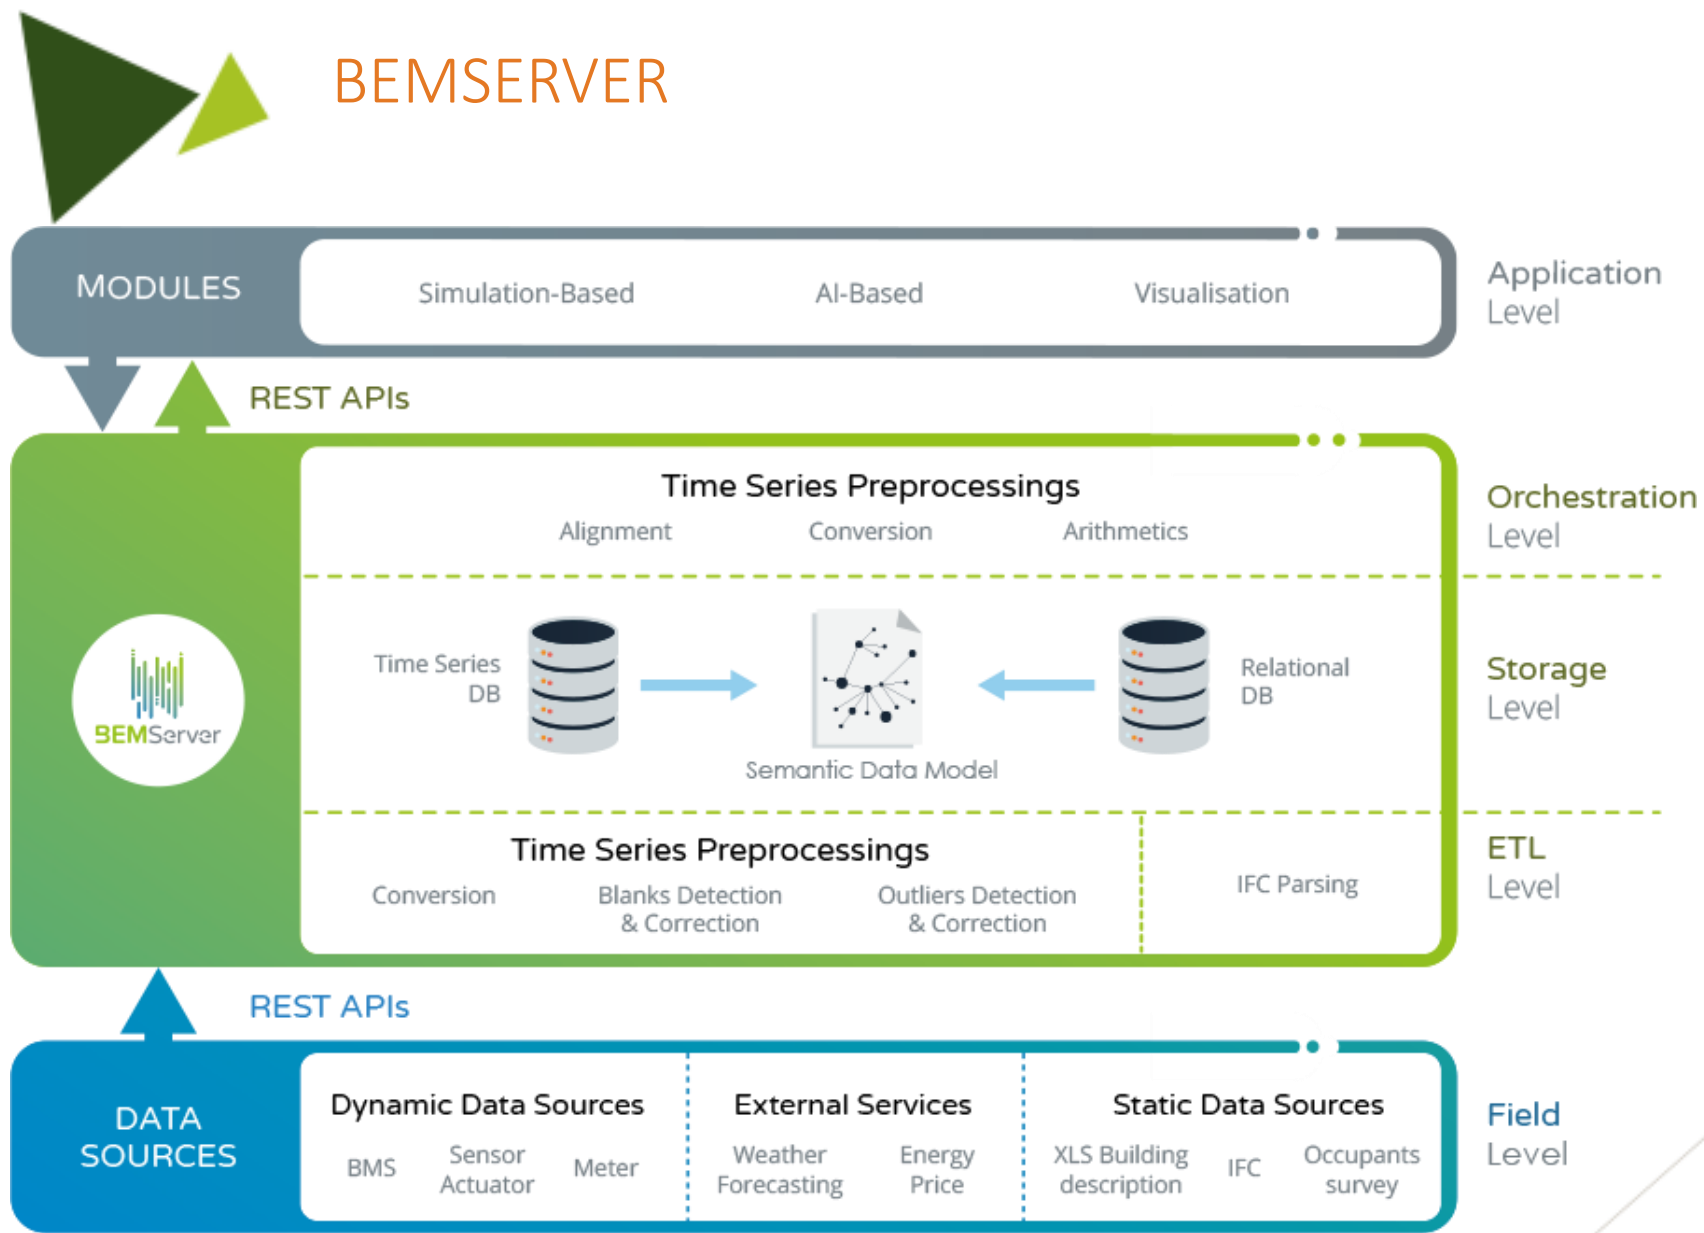 BEMSERVER
MODULES
Simulation-Based
AI-Based
Visualisation
Application
Level
REST APIs
Time Series Preprocessings
Alignment
Conversion
Arithmetics
Orchestration
Level
Time Series
DB
Semantic Data Model
Relational
DB
Storage
Level
BEMServer
Time Series Preprocessings
Conversion
Blanks Detection
& Correction
Outliers Detection
& Correction
IFC Parsing
ETL
Level
REST APIs
DATA
SOURCES
Dynamic Data Sources
BMS
Sensor
Actuator
Meter
External Services
Weather
Forecasting
Energy
Price
Static Data Sources
XLS Building
description
IFC
Occupants
survey
Field
Level